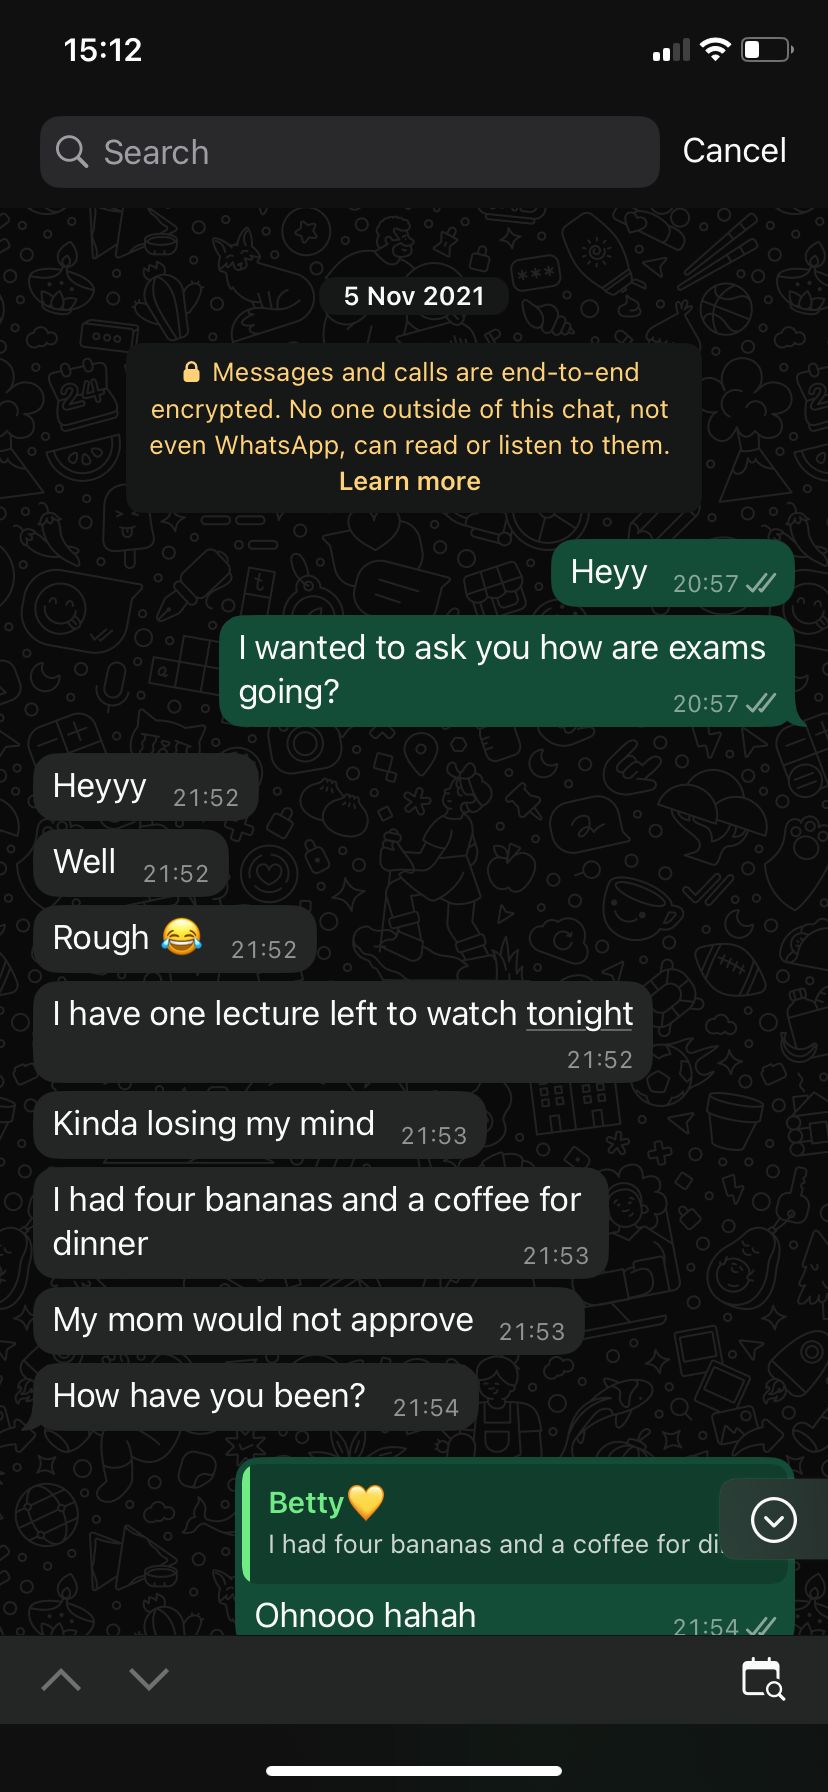 15:12
Search
Cancel
5 Nov 2021
Messages and calls are end-to-end
encrypted. No one outside of this chat, not
even WhatsApp, can read or listen to them.
Learn more
Heyy 20:57
I wanted to ask you how are exams
going? 20:57
Heyyy 21:52
Well 21:52
Rough 😂 21:52
I have one lecture left to watch tonight
21:52
Kinda losing my mind 21:53
I had four bananas and a coffee for
dinner 21:53
My mom would not approve 21:53
How have you been? 21:54
Betty💛
I had four bananas and a coffee for di...
Ohnooo hahah 21:54